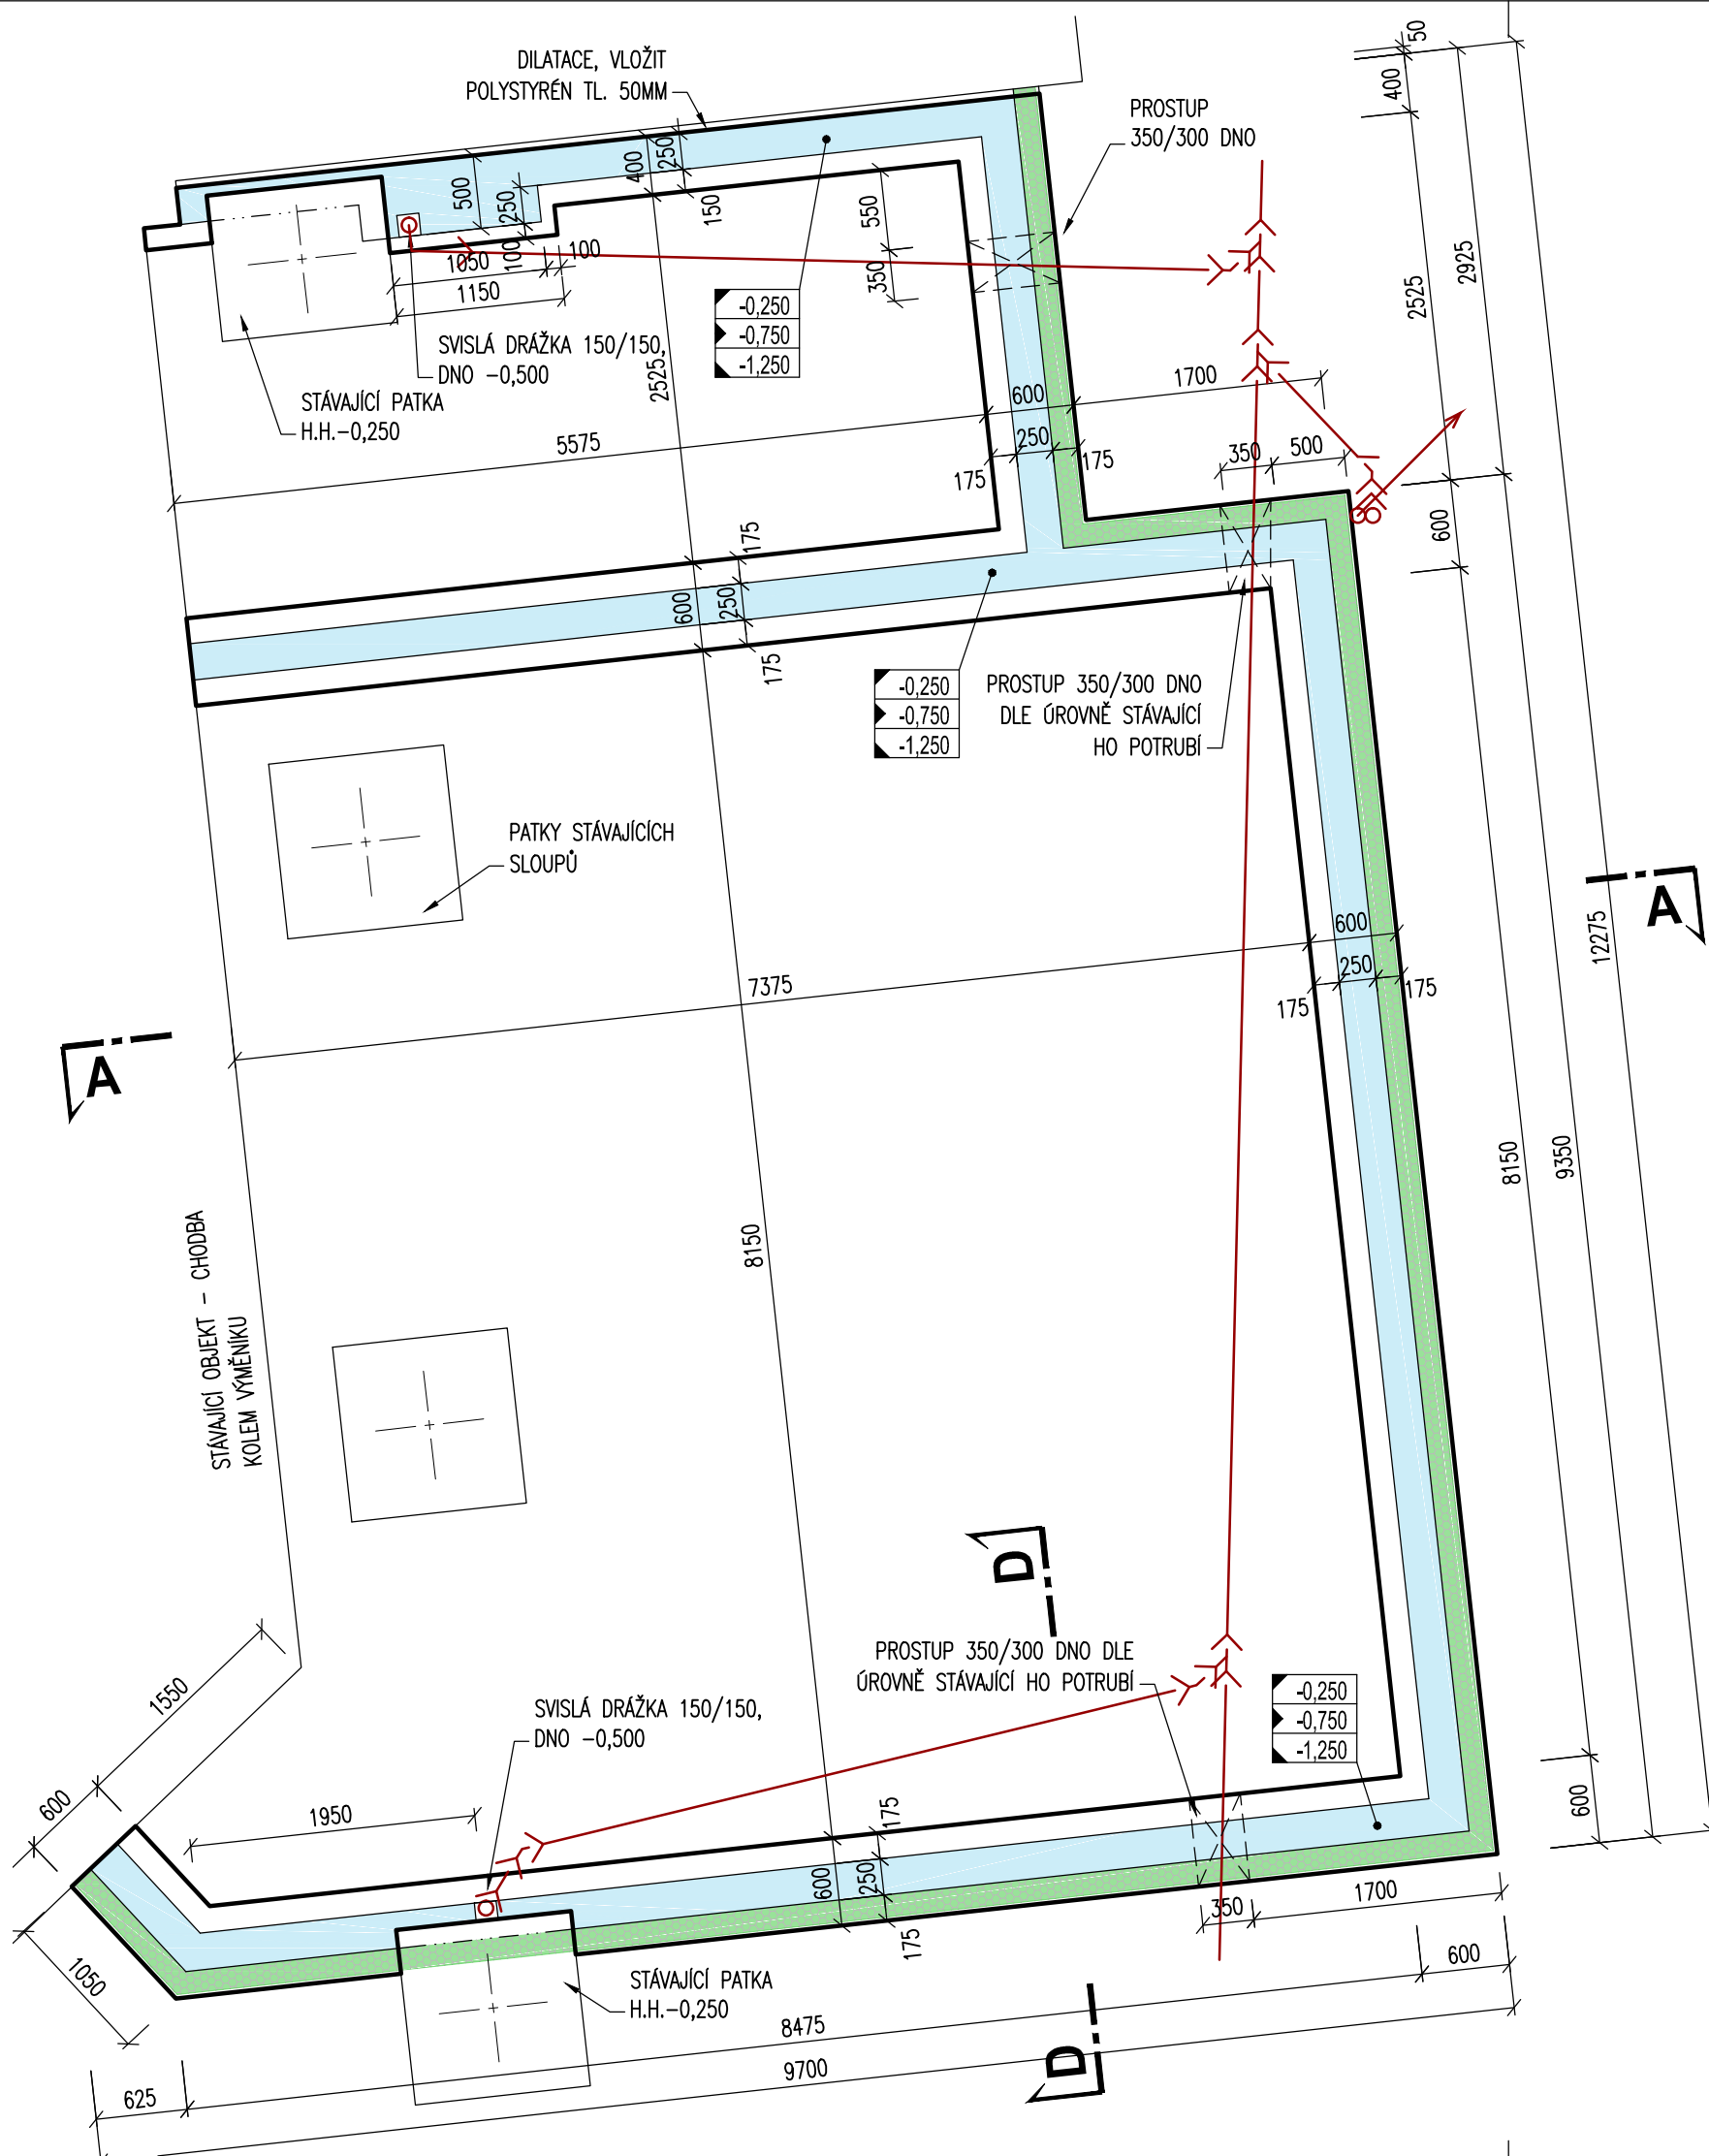 DILATACE, VLOŽIT
POLYSTYRÉN TL. 50MM
PROSTUP
350/300 DNO
50
400
2525
2925
500
250
400
250
150
550
350
100
1050
100
1150
SVISLÁ DRÁŽKA 150/150,
DNO -0,500
STÁVAJÍCÍ PATKA
H.H.-0,250
-0,250
-0,750
-1,250
2525
5575
600
1700
250
175
175
350
500
600
175
600
250
175
-0,250
-0,750
-1,250
PROSTUP 350/300 DNO
DLE ÚROVNĚ STÁVAJÍCÍ
HO POTRUBÍ
PATKY STÁVAJÍCÍCH
SLOUPŮ
A
A
12275
600
7375
250
175
175
8150
9350
8150
STÁVAJÍCÍ OBJEKT - CHODBA
KOLEM VÝMĚNÍKU
D
PROSTUP 350/300 DNO DLE
ÚROVNĚ STÁVAJÍCÍ HO POTRUBÍ
-0,250
-0,750
-1,250
SVISLÁ DRÁŽKA 150/150,
DNO -0,500
1550
600
1950
175
600
250
175
600
350
1700
600
1050
STÁVAJÍCÍ PATKA
H.H.-0,250
D
8475
9700
625